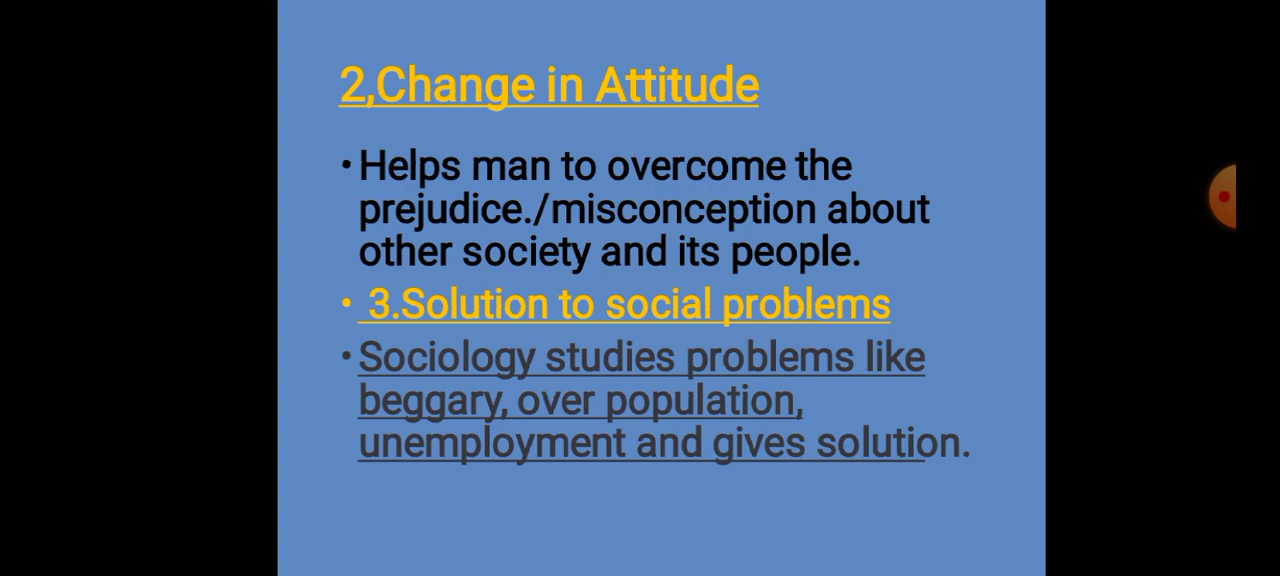 2,Change in Attitude
• Helps man to overcome the
prejudice./misconception about
other society and its people.
• 3.Solution to social problems
• Sociology studies problems like
beggary, over population,
unemployment and gives solution.